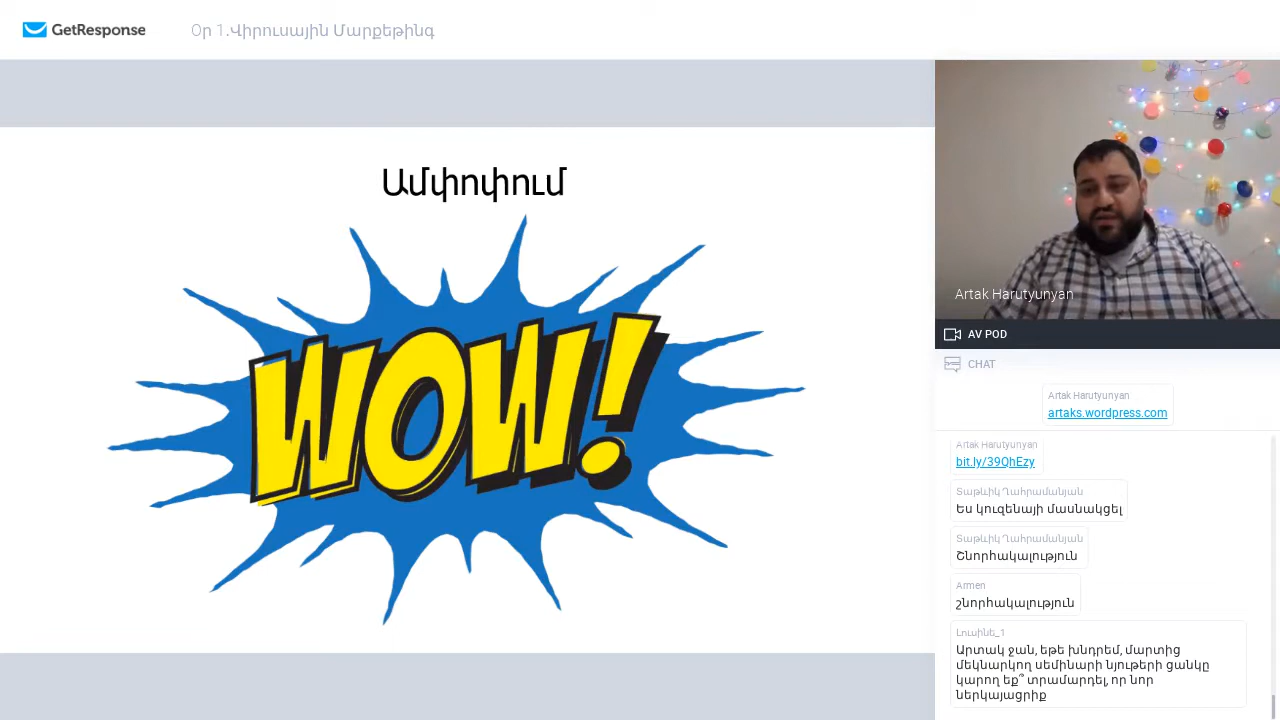 GetResponse
Օր 1.Վիրուսային Մարքեթինգ
Ամփոփում
WOW!
Artak Harutyunyan
AV POD
CHAT
Artak Harutyunyan
artaks.wordpress.com
Artak Harutyunyan
bit.ly/39QhEzy
Տաթևիկ Ղահրամանյան
Ես կուզենայի մասնակցել
Տաթևիկ Ղահրամանյան
Շնորհակալություն
Armen
շնորհակալություն
Լուսինե_1
Արտակ ջան, եթե խնդրեմ, մարտից
մեկնարկող սեմինարի նյութերի ցանկը
կարող եք՞ տրամարդել, որ նոր
ներկայացրիք